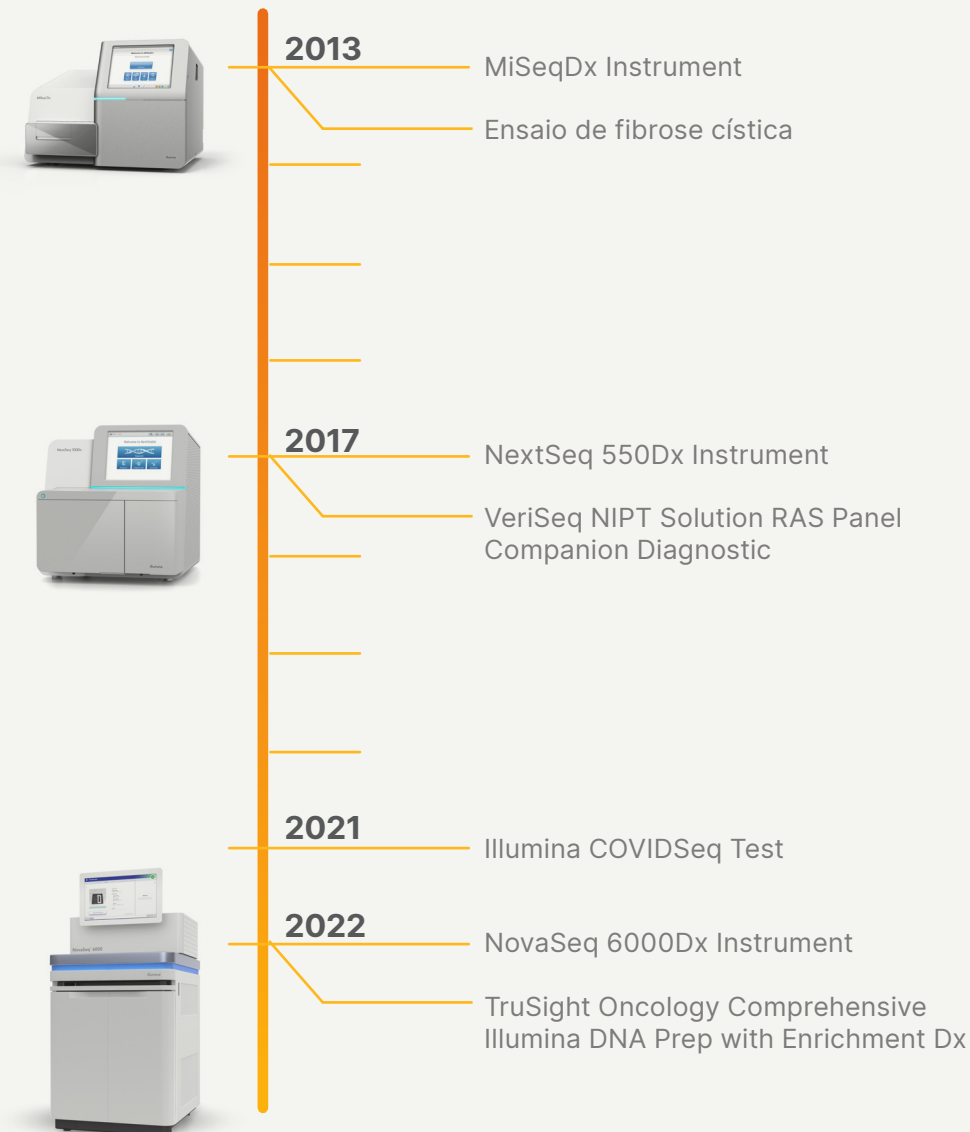 2013
MiSeqDx Instrument
Ensaio de fibrose cística
2017
NextSeq 550Dx Instrument
VeriSeq NIPT Solution RAS Panel
Companion Diagnostic
2021
Illumina COVIDSeq Test
2022
NovaSeq 6000Dx Instrument
TruSight Oncology Comprehensive
Illumina DNA Prep with Enrichment Dx